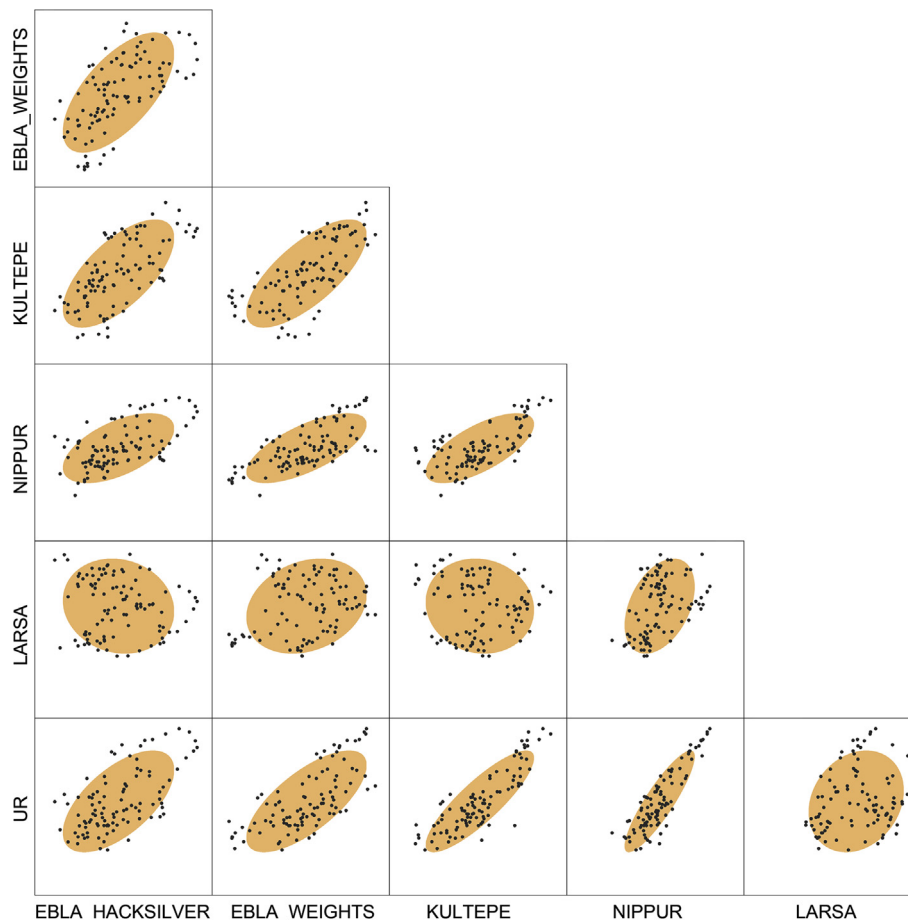 EBLA_WEIGHTS
KULTEPE
NIPPUR
LARSA
UR
EBLA HACKSILVER EBLA WEIGHTS KULTEPE NIPPUR LARSA